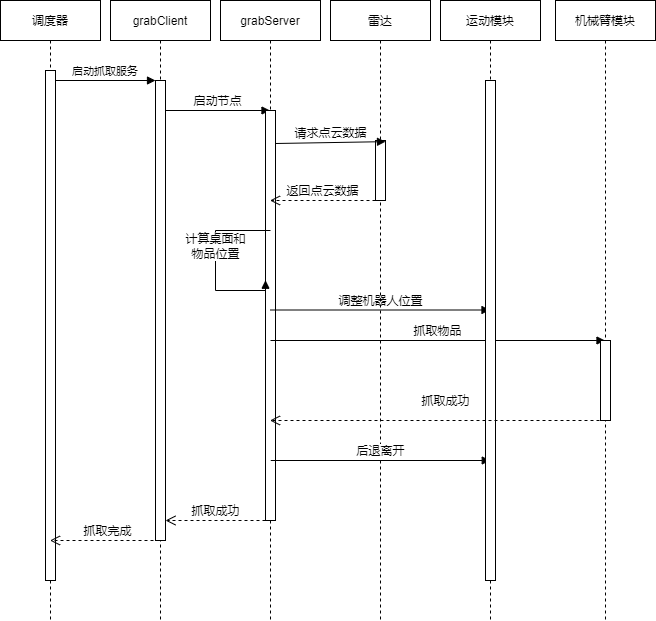 调度器
grabClient
grabServer
雷达
运动模块
机械臂模块
启动抓取服务
启动节点
请求点云数据
返回点云数据
计算桌面和
物品位置
调整机器人位置
抓取物品
抓取成功
后退离开
抓取成功
抓取完成